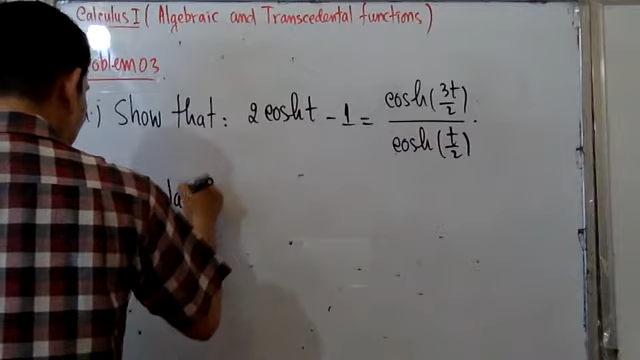 Calculus I (Algebraic and Transcedental functions)
oblem 03
) Show that: 2 cosh t - 1 = cosh(3t/2) / cosh(t/2).